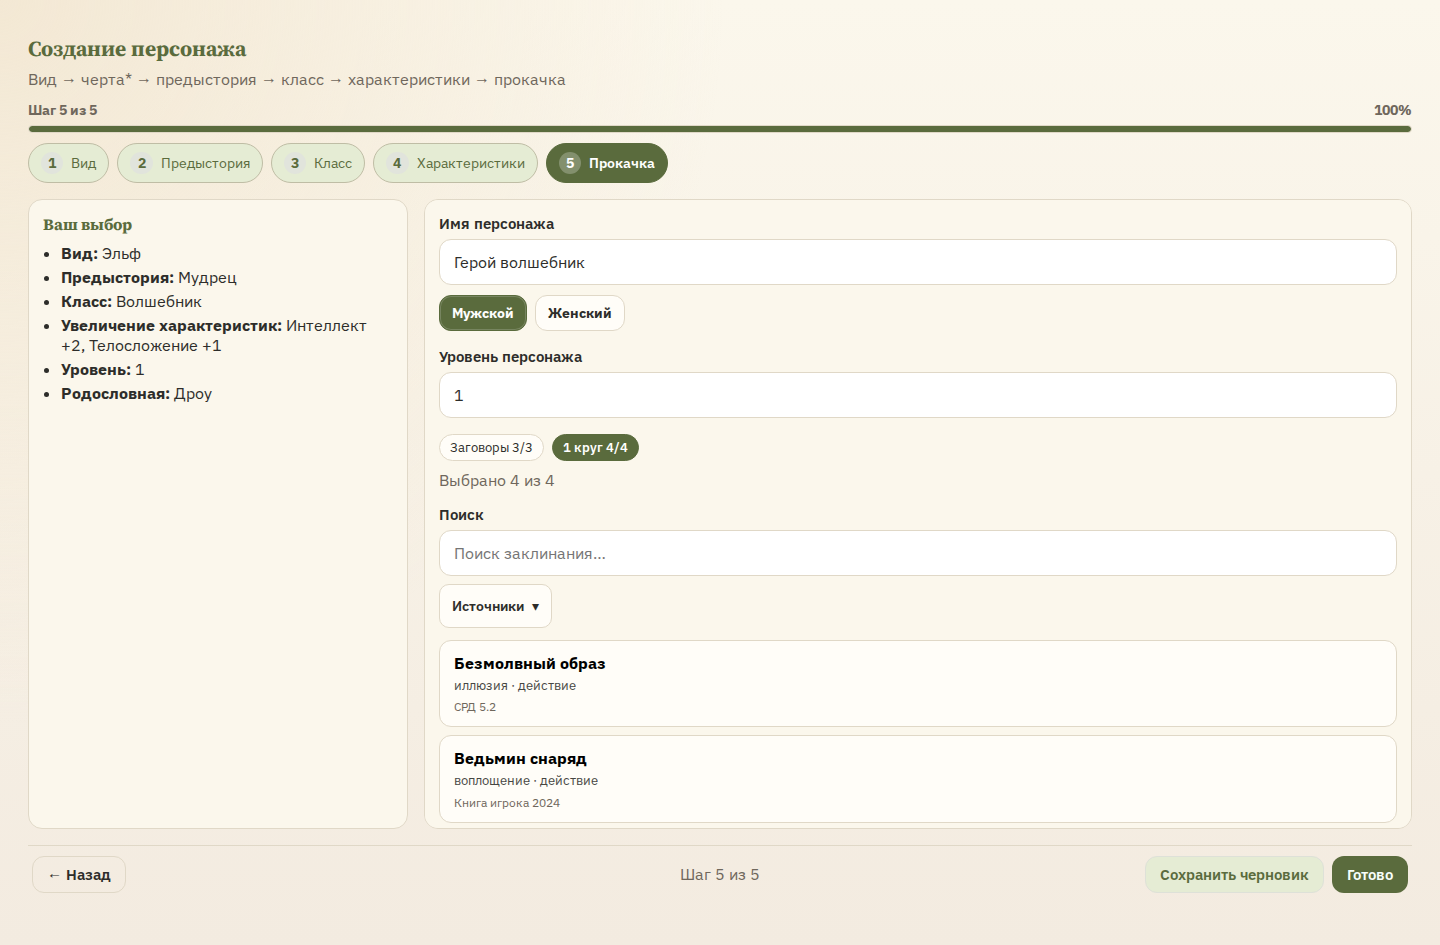 Создание персонажа
Вид → черта* → предыстория → класс → характеристики → прокачка
Шаг 5 из 5
100%
1 Вид
2 Предыстория
3 Класс
4 Характеристики
5 Прокачка
Ваш выбор
Вид: Эльф
Предыстория: Мудрец
Класс: Волшебник
Увеличение характеристик: Интеллект
+2, Телосложение +1
Уровень: 1
Родословная: Дроу
Имя персонажа
Герой волшебник
Мужской
Женский
Уровень персонажа
1
Заговоры 3/3
1 круг 4/4
Выбрано 4 из 4
Поиск
Поиск заклинания...
Источники ▾
Безмолвный образ
иллюзия · действие
СРД 5.2
Ведьмин снаряд
воплощение · действие
Книга игрока 2024
← Назад
Шаг 5 из 5
Сохранить черновик
Готово